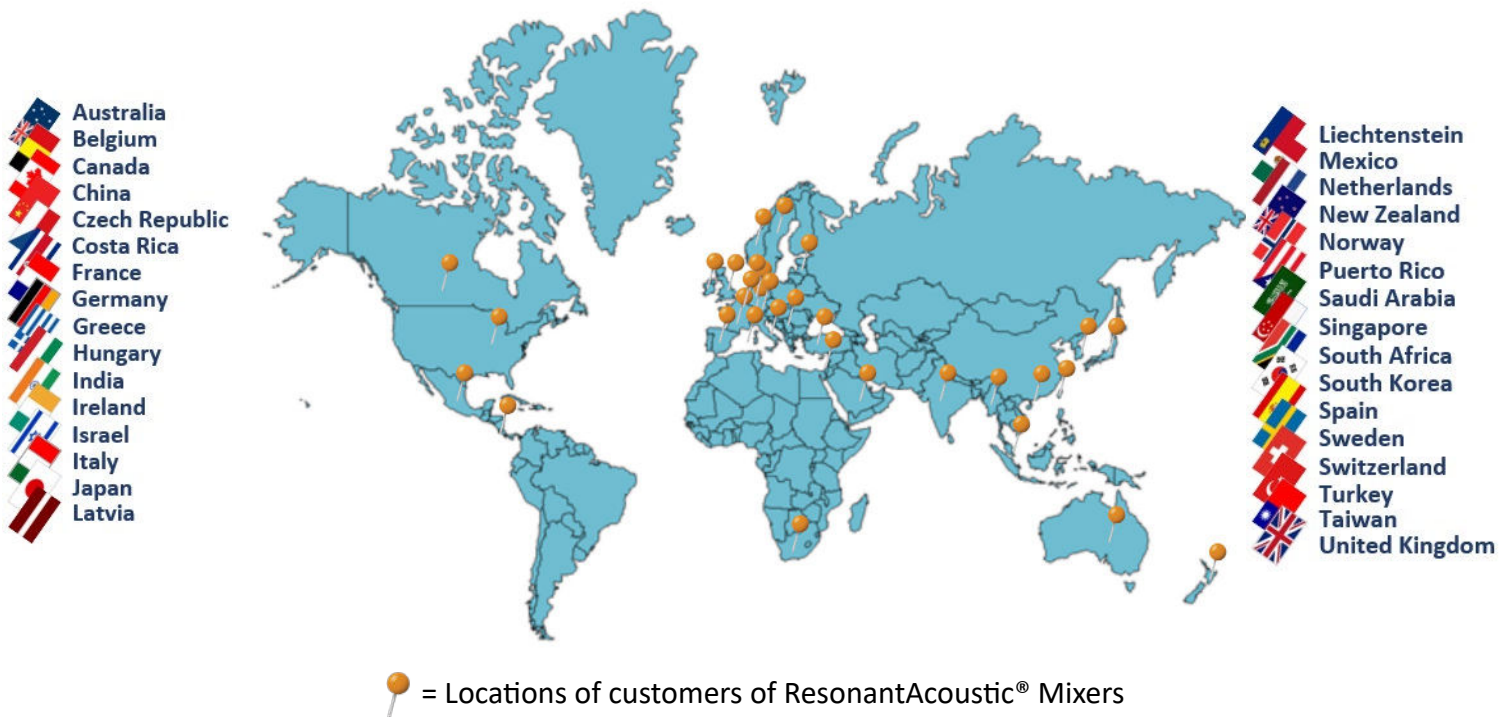 Australia
Belgium
Canada
China
Czech Republic
Costa Rica
France
Germany
Greece
Hungary
India
Ireland
Israel
Italy
Japan
Latvia
Liechtenstein
Mexico
Netherlands
New Zealand
Norway
Puerto Rico
Saudi Arabia
Singapore
South Africa
South Korea
Spain
Sweden
Switzerland
Turkey
Taiwan
United Kingdom
= Locations of customers of ResonantAcoustic® Mixers